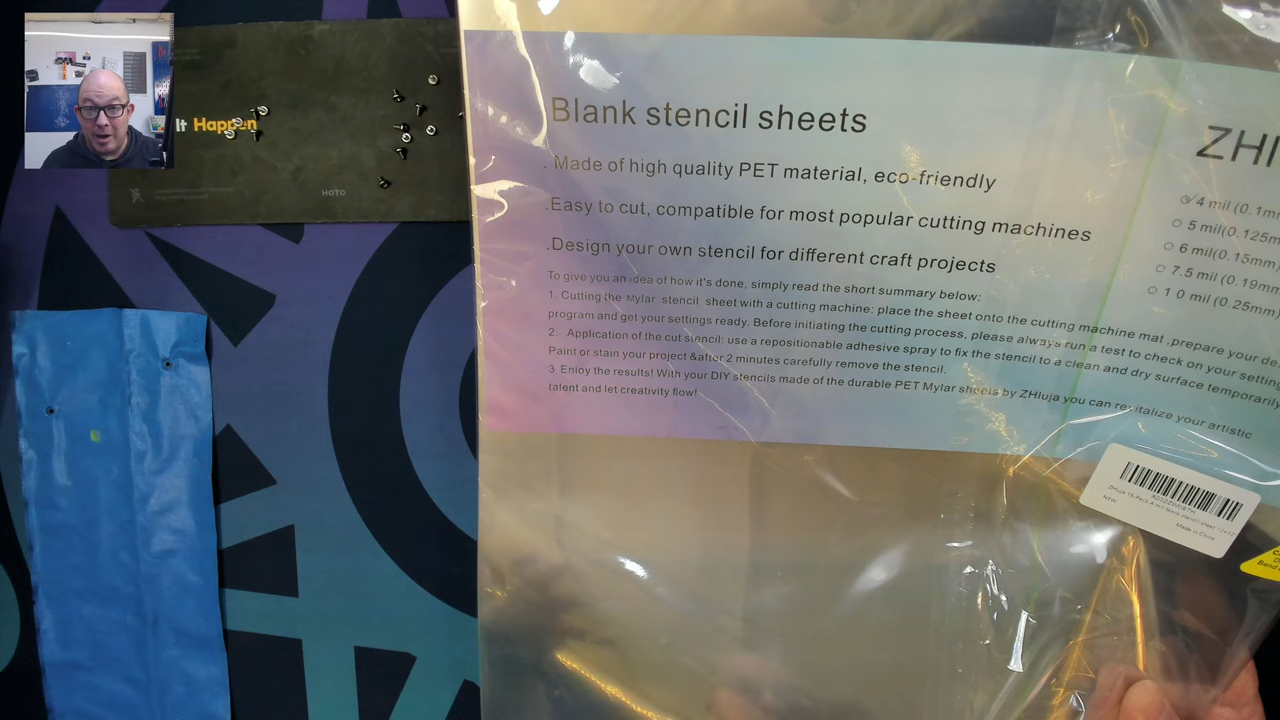 It Happen
HOTO
Blank stencil sheets
. Made of high quality PET material, eco-friendly
.Easy to cut, compatible for most popular cutting machines
.Design your own stencil for different craft projects
To give you an idea of how it's done, simply read the short summary below:
1. Cutting the Mylar stencil sheet with a cutting machine: place the sheet onto the cutting machine mat ,prepare your de
program and get your settings ready. Before initiating the cutting process, please always run a test to check on your setting
2. Application of the cut stencil: use a repositionable adhesive spray to fix the stencil to a clean and dry surface temporarily
Paint or stain your project &after 2 minutes carefully remove the stencil.
3 Enjoy the results! With your DIY stencils made of the durable PET Mylar sheets by ZHIuja you can revitalize your artistic
talent and let creativity flow!
ZHI
4 mil (0.1m
5 mil(0.125m
6 mil(0.15mm
7.5 mil (0.19mm
1 0 mil (0.25mm)
NEW
Made in China
Bend